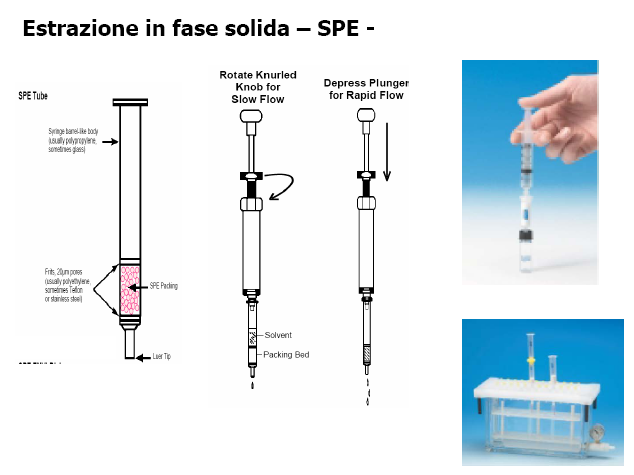 Estrazione in fase solida – SPE -
SPE Tube
Syringe barrel-like body
(usually polypropylene,
sometimes glass)
Frits, 20µm pores
(usually polyethylene,
sometimes Teflon
or stainless steel)
SPE Packing
Luer Tip
Rotate Knurled
Knob for
Slow Flow
Solvent
Packing Bed
Depress Plunger
for Rapid Flow